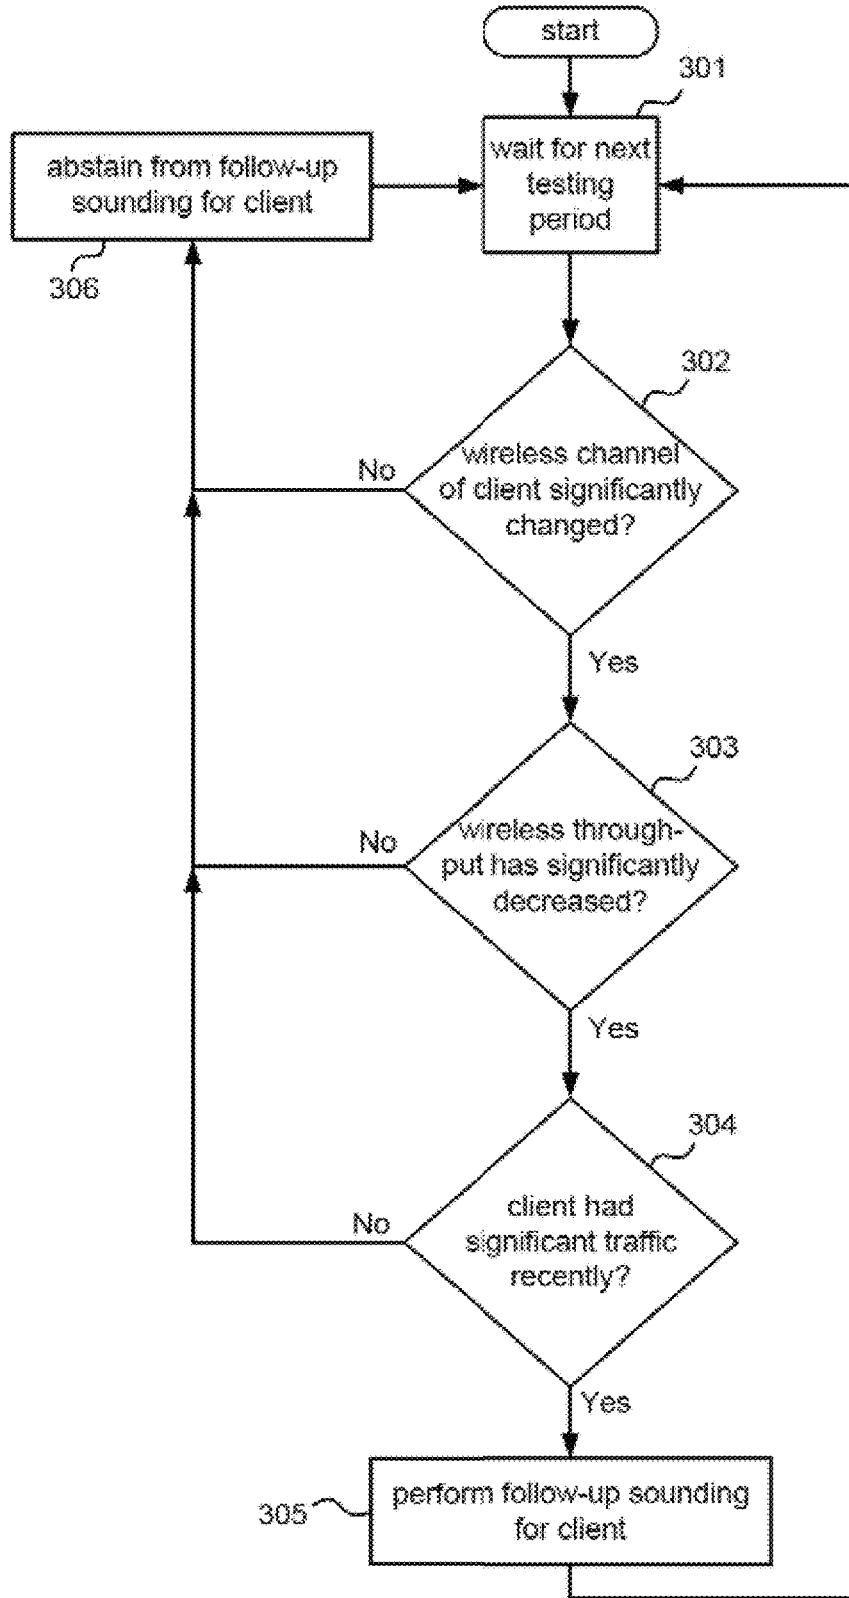 start
301
wait for next
testing
period
abstain from follow-up
sounding for client
306
302
wireless channel
of client significantly
changed?
No
Yes
303
wireless through-
put has significantly
decreased?
No
Yes
304
client had
significant traffic
recently?
No
Yes
perform follow-up sounding
for client
305